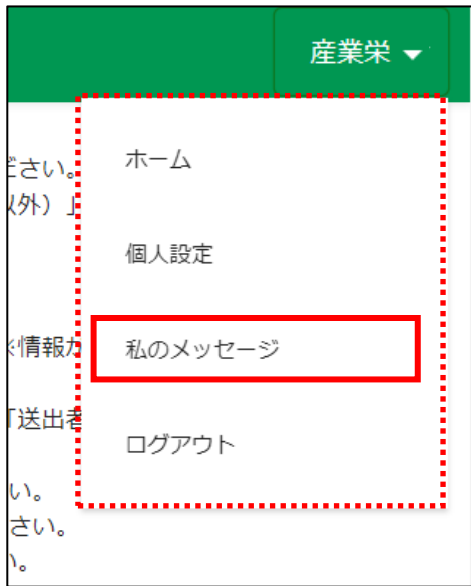 産業栄
ホーム
個人設定
私のメッセージ
ログアウト
ださい。
以外）」
※情報が
「送出者
い。
さい。
い。